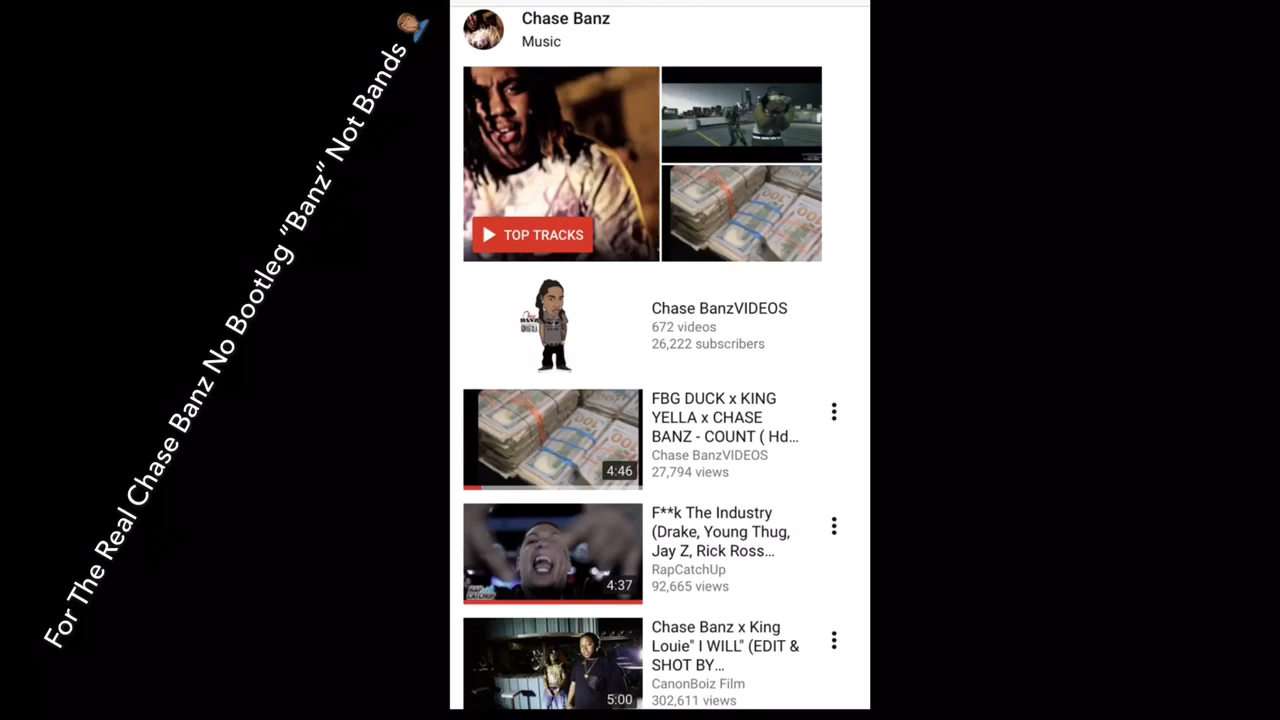 For The Real Chase Banz No Bootleg “Banz” Not Bands 🤦🏽‍♂️
Chase Banz
Music
TOP TRACKS
Chase BanzVIDEOS
672 videos
26,222 subscribers
FBG DUCK x KING
YELLA x CHASE
BANZ - COUNT ( Hd...
Chase BanzVIDEOS
27,794 views
4:46
F**k The Industry
(Drake, Young Thug,
Jay Z, Rick Ross...
RapCatchUp
92,665 views
4:37
Chase Banz x King
Louie" I WILL" (EDIT &
SHOT BY...
CanonBoiz Film
302,611 views
5:00